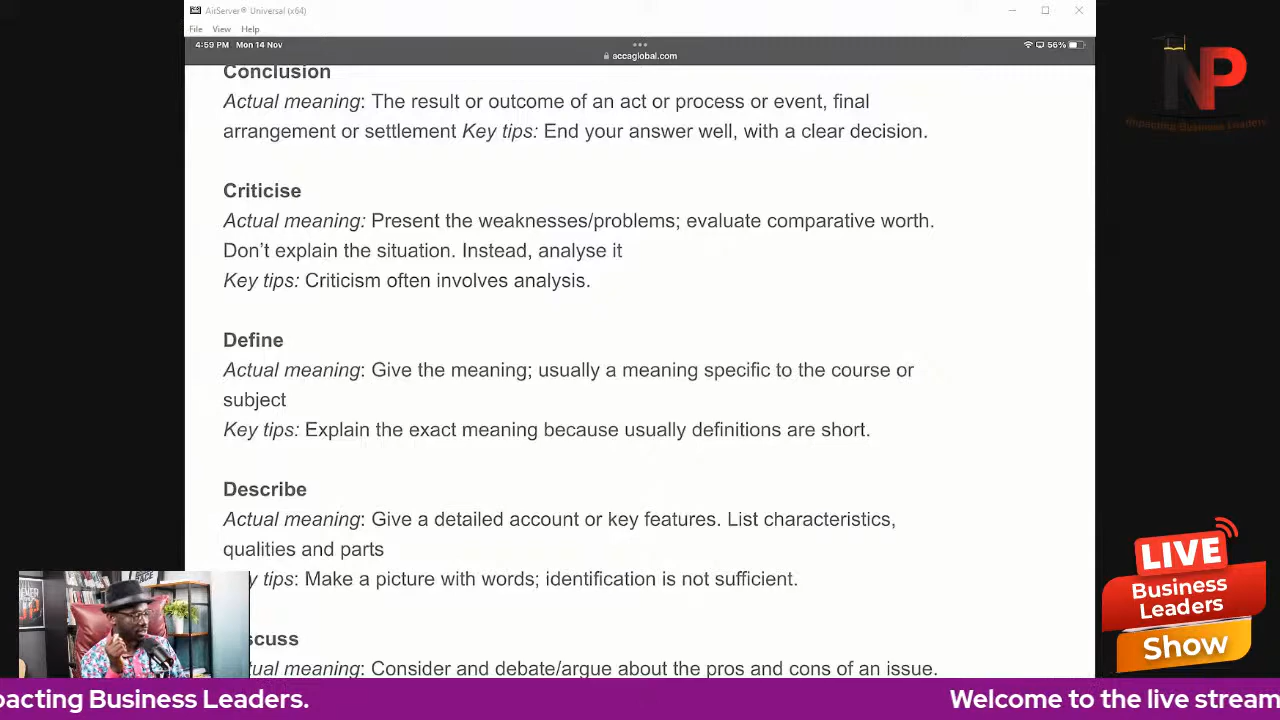 AirServer® Universal (x64)
File View Help
4:59 PM Mon 14 Nov
56%
accaglobal.com
Conclusion
Actual meaning: The result or outcome of an act or process or event, final
arrangement or settlement Key tips: End your answer well, with a clear decision.
Criticise
Actual meaning: Present the weaknesses/problems; evaluate comparative worth.
Don't explain the situation. Instead, analyse it
Key tips: Criticism often involves analysis.
Define
Actual meaning: Give the meaning; usually a meaning specific to the course or
subject
Key tips: Explain the exact meaning because usually definitions are short.
Describe
Actual meaning: Give a detailed account or key features. List characteristics,
qualities and parts
y tips: Make a picture with words; identification is not sufficient.
scuss
tual meaning: Consider and debate/argue about the pros and cons of an issue.
NP
Impacting Business Leaders
LIVE
Business
Leaders
Show
pacting Business Leaders.
Welcome to the live stream